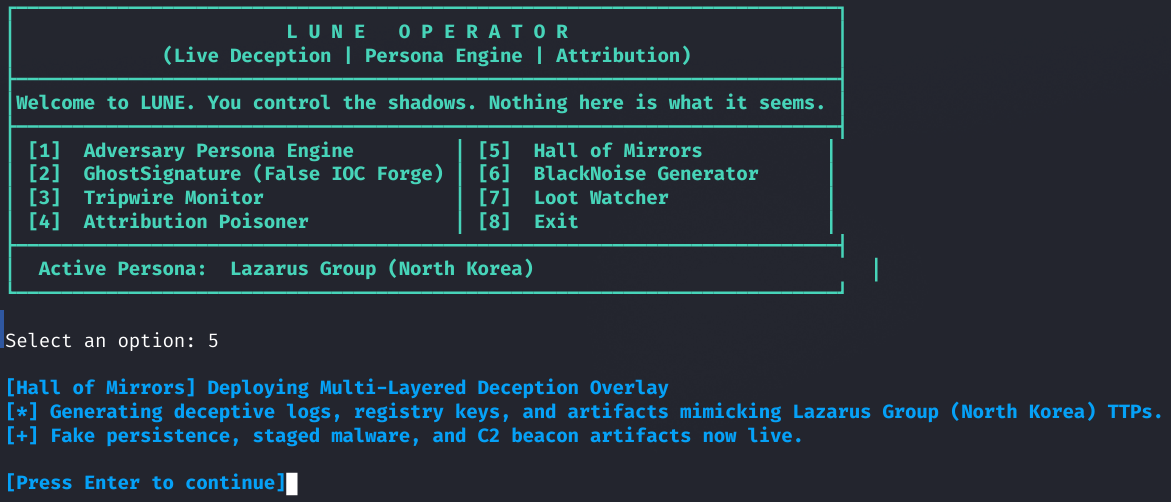 L U N E   O P E R A T O R
(Live Deception | Persona Engine | Attribution)
Welcome to LUNE. You control the shadows. Nothing here is what it seems.
[1]  Adversary Persona Engine | [5]  Hall of Mirrors |
[2]  GhostSignature (False IOC Forge) | [6]  BlackNoise Generator |
[3]  Tripwire Monitor | [7]  Loot Watcher |
[4]  Attribution Poisoner | [8]  Exit |
Active Persona:  Lazarus Group (North Korea) |
Select an option: 5
[Hall of Mirrors] Deploying Multi-Layered Deception Overlay
[*] Generating deceptive logs, registry keys, and artifacts mimicking Lazarus Group (North Korea) TTPs.
[+] Fake persistence, staged malware, and C2 beacon artifacts now live.
[Press Enter to continue]